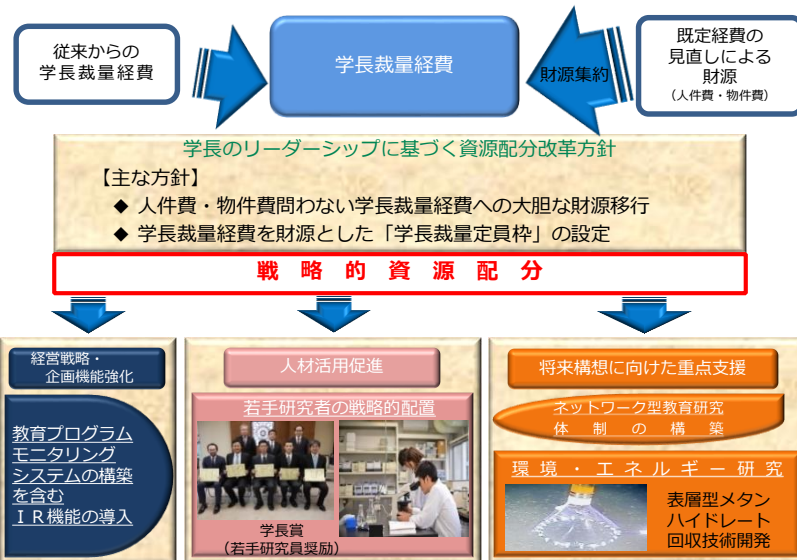 従来からの
学長裁量経費
学長裁量経費
財源集約
既定経費の
見直しによる
財源
(人件費・物件費)
学長のリーダーシップに基づく資源配分改革方針
【主な方針】
◆ 人件費・物件費問わない学長裁量経費への大胆な財源移行
◆ 学長裁量経費を財源とした「学長裁量定員枠」の設定
戦略的資源配分
経営戦略・
企画機能強化
教育プログラム
モニタリング
システムの構築
を含む
ＩＲ機能の導入
人材活用促進
若手研究者の戦略的配置
学長賞
(若手研究員奨励)
将来構想に向けた重点支援
ネットワーク型教育研究
体制の構築
環境・エネルギー研究
表層型メタン
ハイドレート
回収技術開発